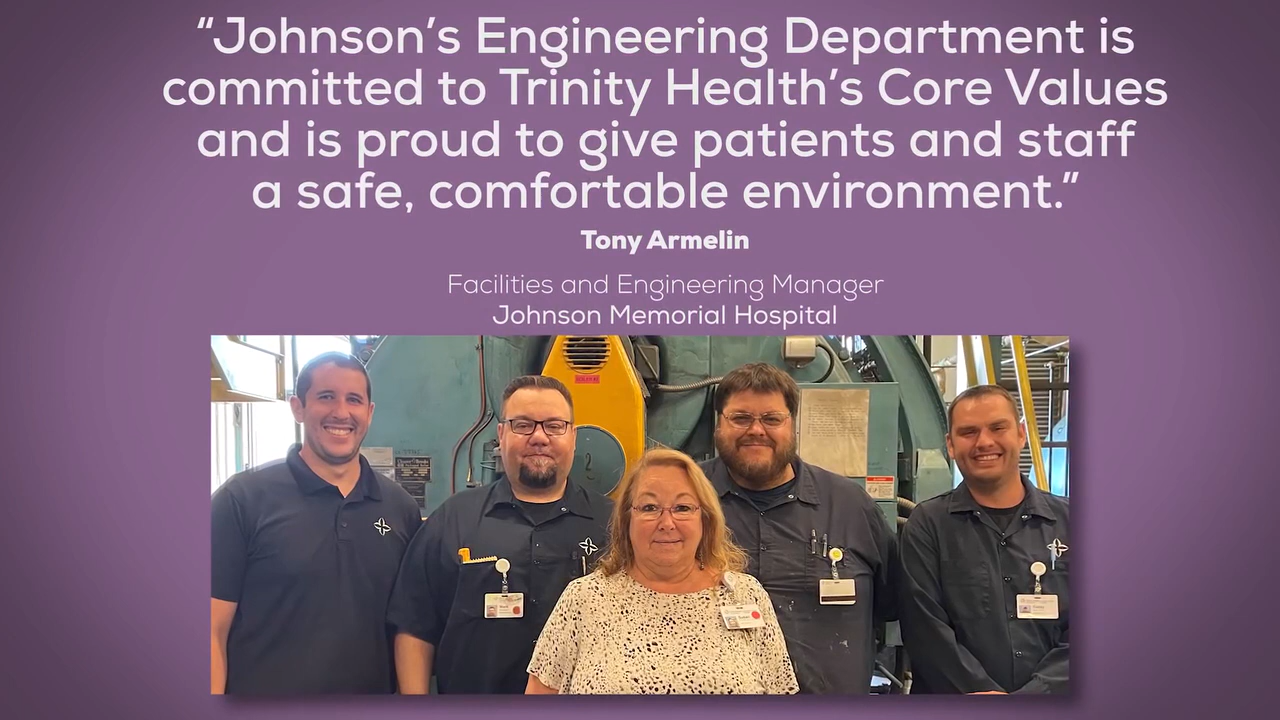 “Johnson’s Engineering Department is
committed to Trinity Health’s Core Values
and is proud to give patients and staff
a safe, comfortable environment.”
Tony Armelin
Facilities and Engineering Manager
Johnson Memorial Hospital
2